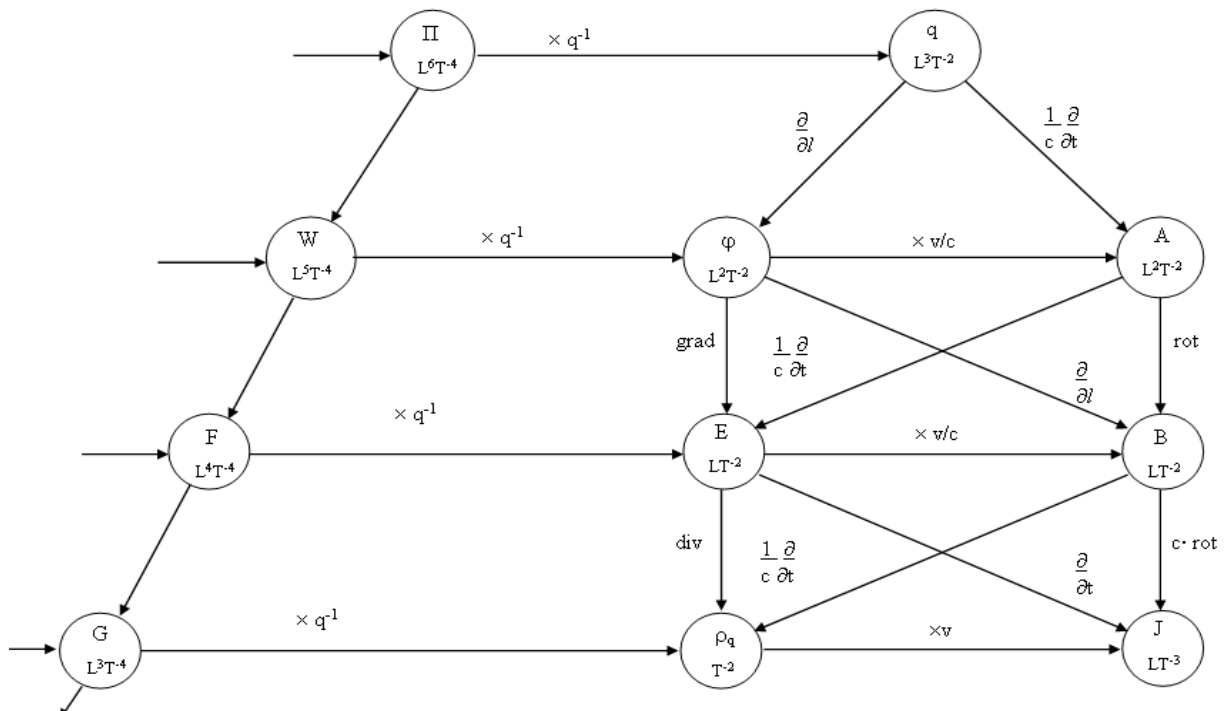 Π
L⁶T⁻⁴
× q⁻¹
q
L³T⁻²
∂/∂l
1/c ∂/∂t
W
L⁵T⁻⁴
× q⁻¹
φ
L²T⁻²
× v/c
A
L²T⁻²
grad
1/c ∂/∂t
∂/∂l
rot
F
L⁴T⁻⁴
× q⁻¹
E
LT⁻²
× v/c
B
LT⁻²
div
1/c ∂/∂t
∂/∂t
c· rot
G
L³T⁻⁴
× q⁻¹
ρq
T⁻²
×v
J
LT⁻³